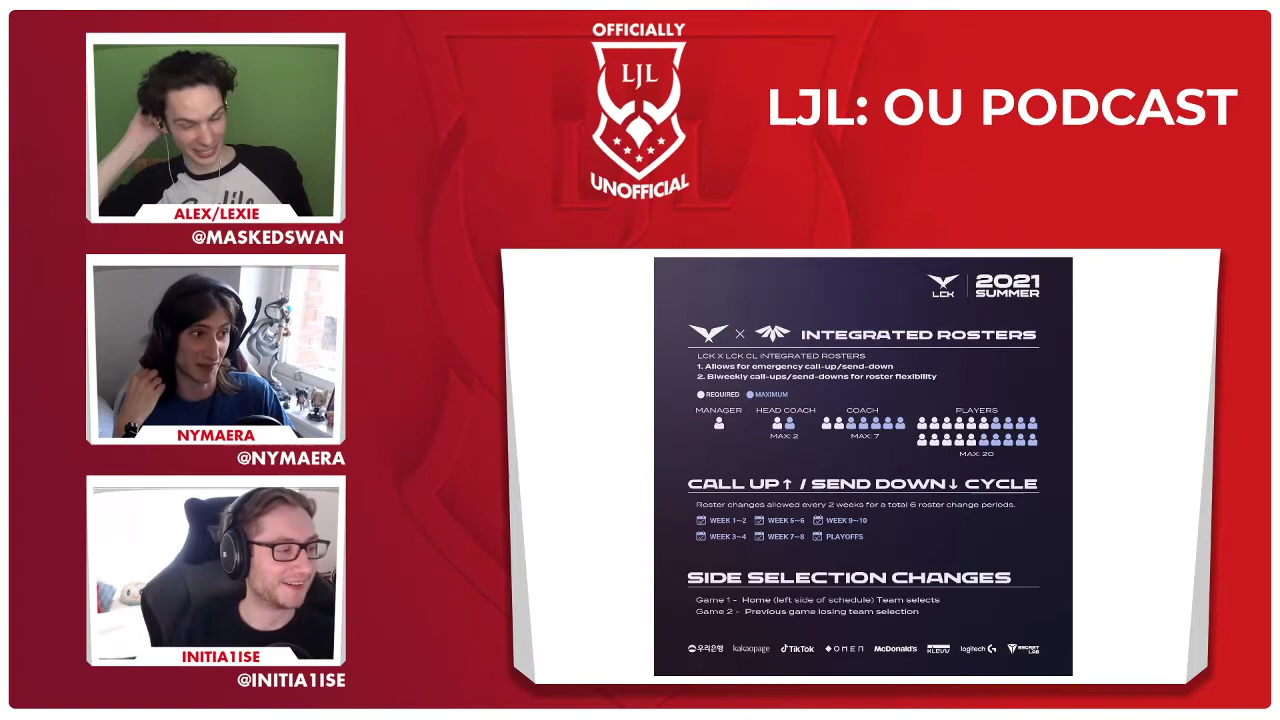 OFFICIALLY
LJL
UNOFFICIAL
LJL: OU PODCAST
ALEX/LEXIE
@MASKEDSWAN
NYMAERA
@NYMAERA
INITIA1ISE
@INITIA1ISE
LCK
2021
SUMMER
X
INTEGRATED ROSTERS
LCK X LCK CL INTEGRATED ROSTERS
1. Allows for emergency call-up/send-down
2. Biweekly call-ups/send-downs for roster flexibility
REQUIRED MAXIMUM
MANAGER HEAD COACH COACH PLAYERS
MAX: 2 MAX: 7
MAX: 20
CALL UP↑ / SEND DOWN↓ CYCLE
Roster changes allowed every 2 weeks for a total 6 roster change periods.
WEEK 1~2 WEEK 5~6 WEEK 9~10
WEEK 3~4 WEEK 7~8 PLAYOFFS
SIDE SELECTION CHANGES
Game 1 - Home (left side of schedule) Team selects
Game 2 - Previous game losing team selection
우리은행 kakaopage TikTok OMEN McDonald's KLEVV logitech G SECRET LAB